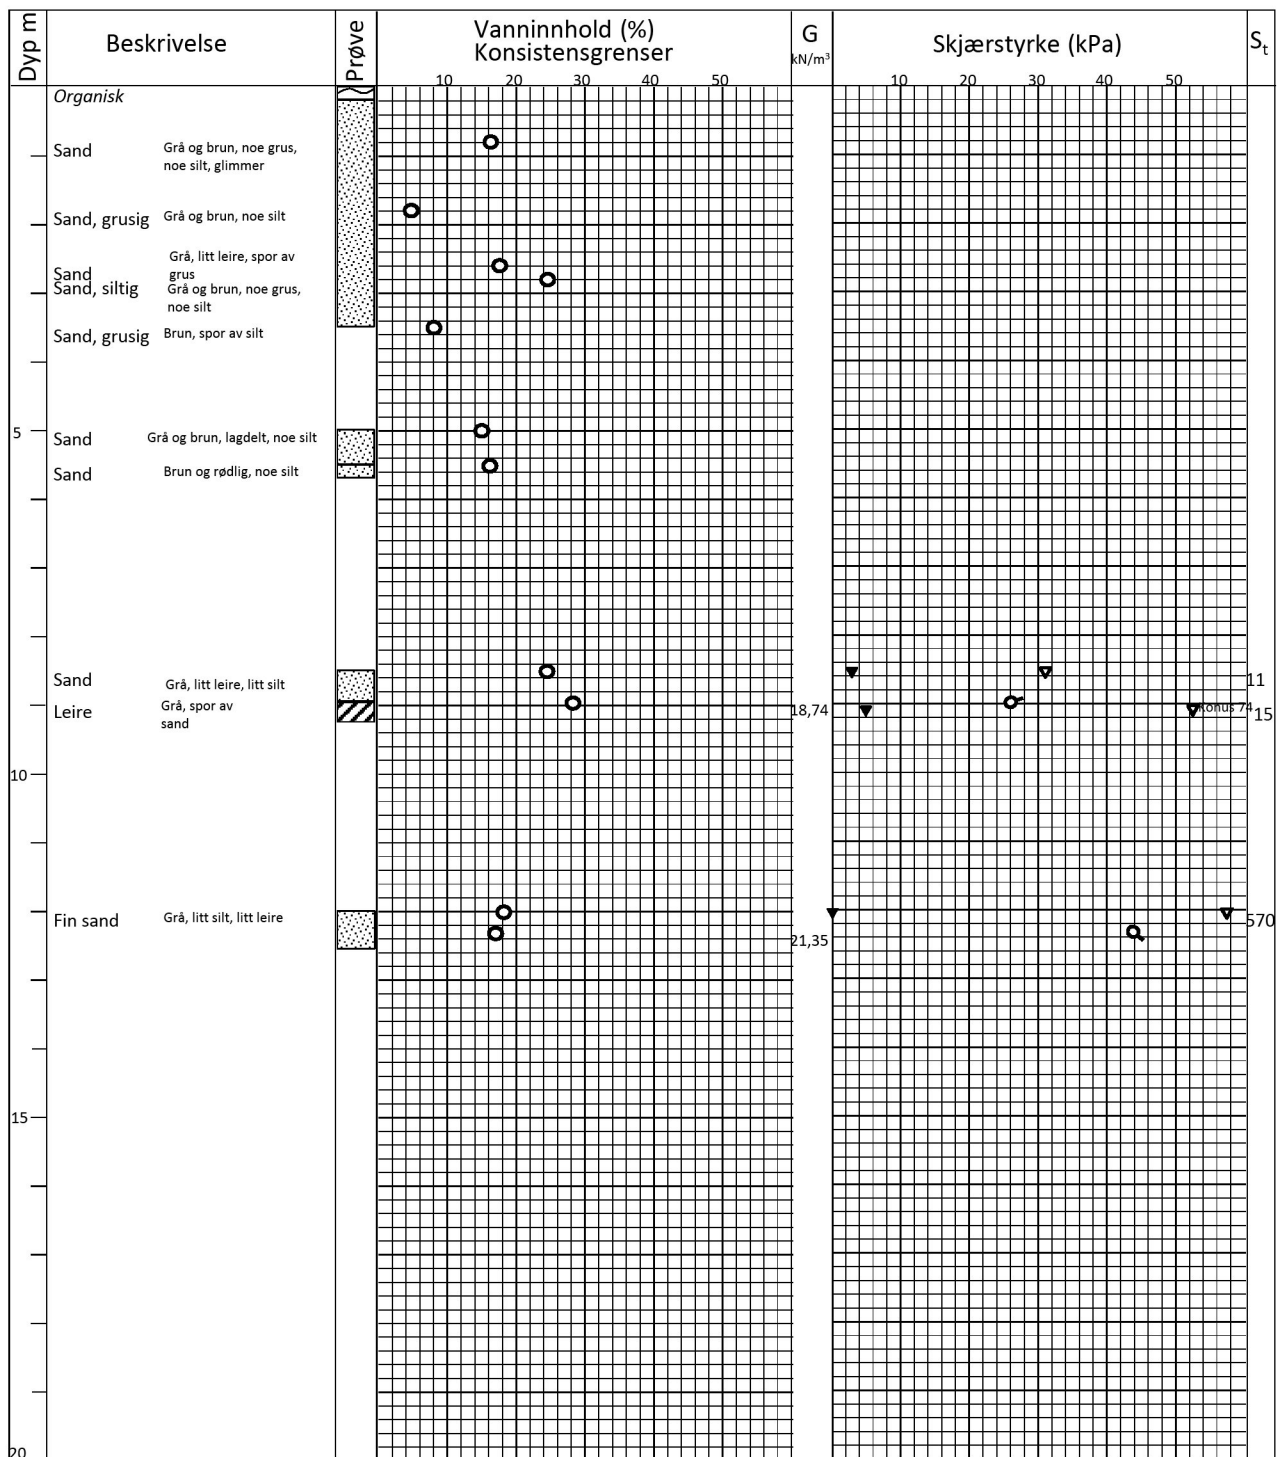 Dyp m
Beskrivelse
Prøve
Vanninnhold (%)
Konsistensgrenser
G
kN/m³
Skjærstyrke (kPa)
Sₜ
10 20 30 40 50
10 20 30 40 50
Organisk
Sand
Grå og brun, noe grus,
noe silt, glimmer
Sand, grusig
Grå og brun, noe silt
Sand
Grå, litt leire, spor av
grus
Sand, siltig
Grå og brun, noe grus,
noe silt
Sand, grusig
Brun, spor av silt
5
Sand
Grå og brun, lagdelt, noe silt
Sand
Brun og rødlig, noe silt
Sand
Grå, litt leire, litt silt
11
Leire
Grå, spor av
sand
18,74
Konus 74
15
10
Fin sand
Grå, litt silt, litt leire
570
21,35
15
20